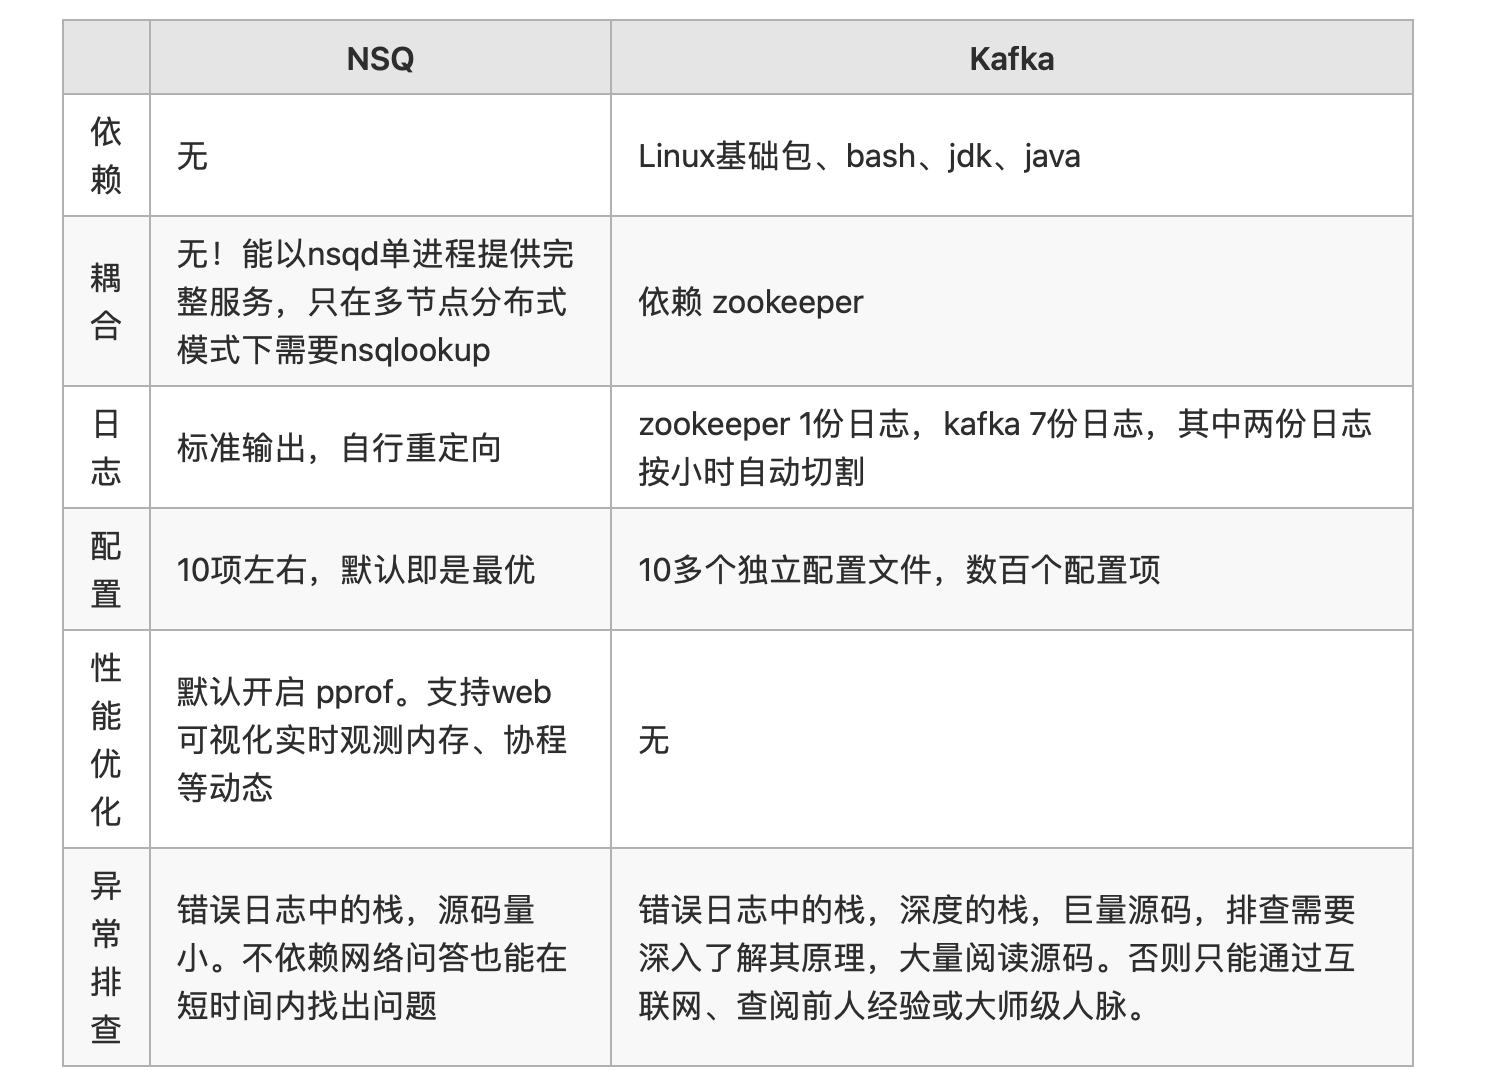 NSQ
Kafka
依
赖
无
Linux基础包、bash、jdk、java
耦
合
无！能以nsqd单进程提供完
整服务，只在多节点分布式
模式下需要nsqlookup
依赖 zookeeper
日
志
标准输出，自行重定向
zookeeper 1份日志，kafka 7份日志，其中两份日志
按小时自动切割
配
置
10项左右，默认即是最优
10多个独立配置文件，数百个配置项
性
能
优
化
默认开启 pprof。支持web
可视化实时观测内存、协程
等动态
无
异
常
排
查
错误日志中的栈，源码量
小。不依赖网络问答也能在
短时间内找出问题
错误日志中的栈，深度的栈，巨量源码，排查需要
深入了解其原理，大量阅读源码。否则只能通过互
联网、查阅前人经验或大师级人脉。